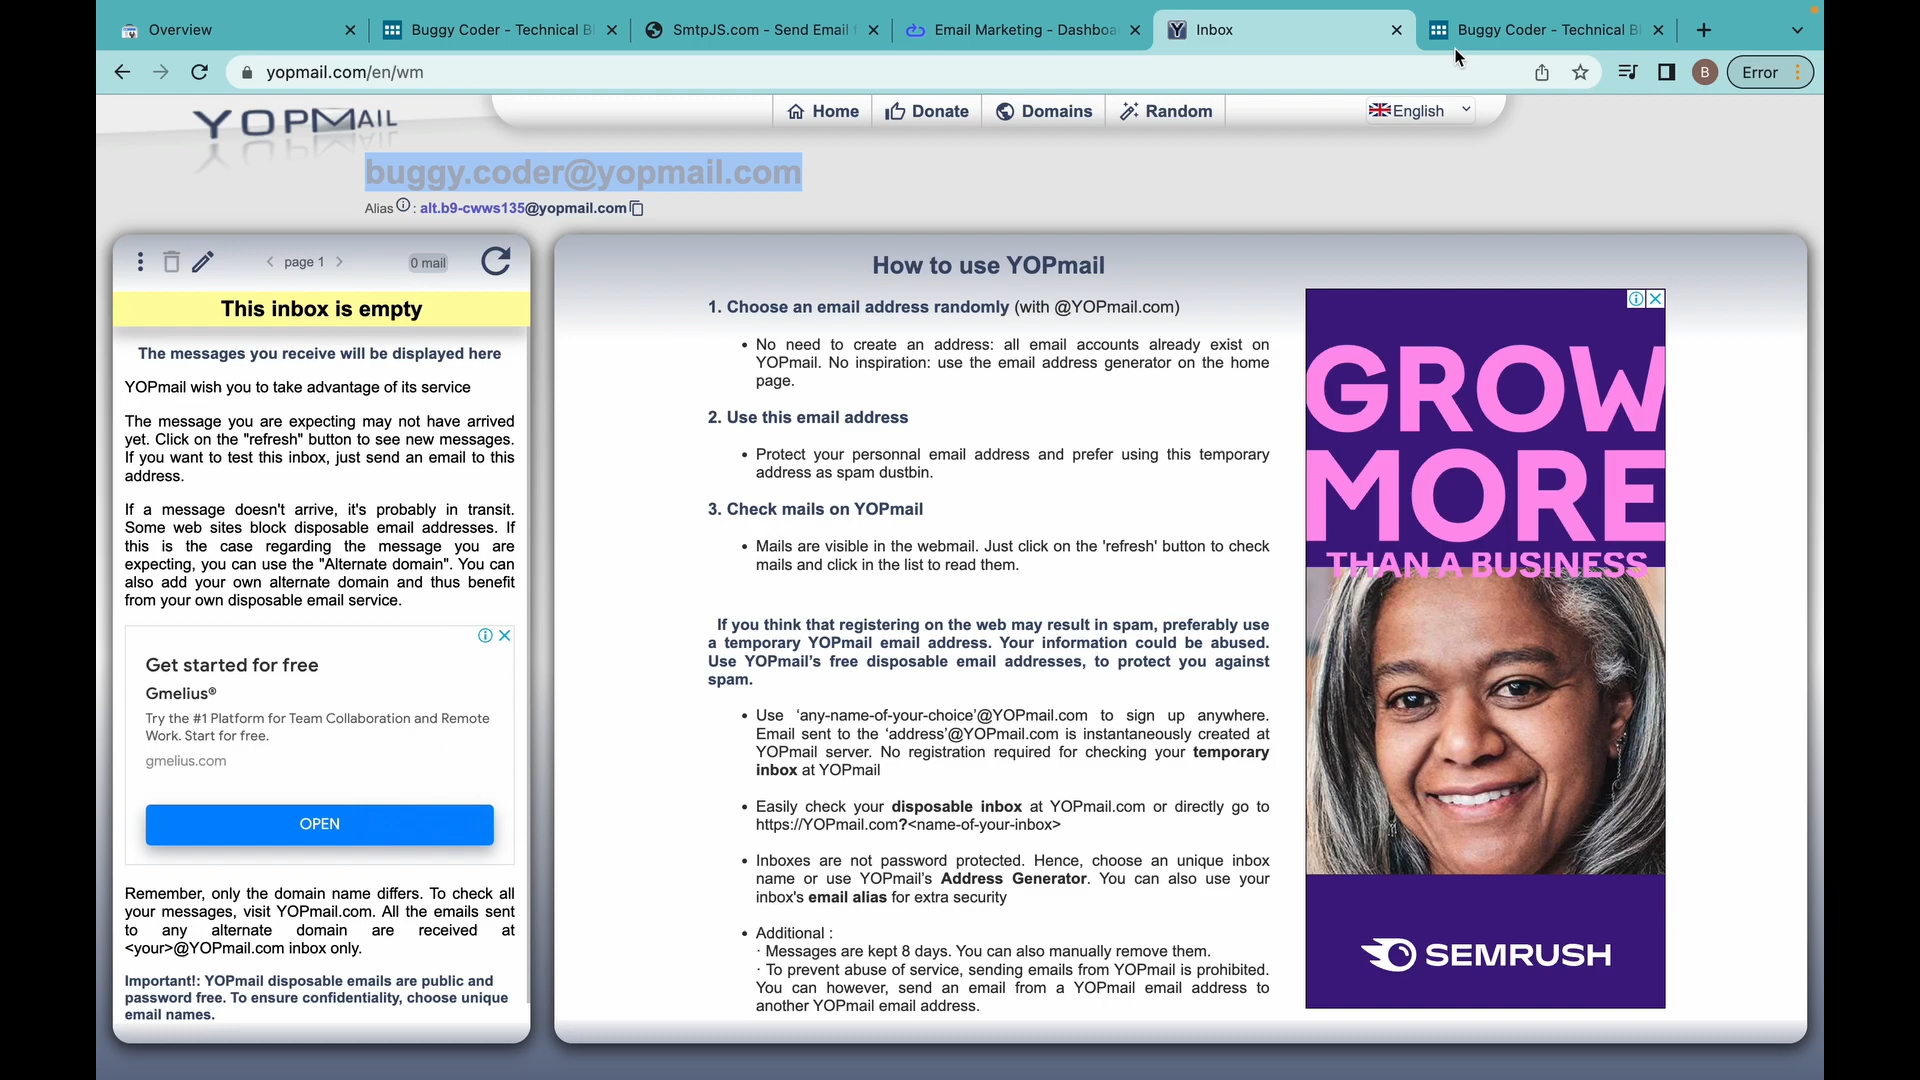 Overview
Buggy Coder - Technical Bl
SmtpJS.com - Send Email f
Email Marketing - Dashboa
Inbox
Buggy Coder - Technical Bl
yopmail.com/en/wm
B
Error
YOPMAIL
Home
Donate
Domains
Random
English
buggy.coder@yopmail.com
Alias : alt.b9-cwws135@yopmail.com
page 1
0 mail
This inbox is empty
The messages you receive will be displayed here
YOPmail wish you to take advantage of its service
The message you are expecting may not have arrived
yet. Click on the "refresh" button to see new messages.
If you want to test this inbox, just send an email to this
address.
If a message doesn't arrive, it's probably in transit.
Some web sites block disposable email addresses. If
this is the case regarding the message you are
expecting, you can use the "Alternate domain". You can
also add your own alternate domain and thus benefit
from your own disposable email service.
Get started for free
Gmelius®
Try the #1 Platform for Team Collaboration and Remote
Work. Start for free.
gmelius.com
OPEN
Remember, only the domain name differs. To check all
your messages, visit YOPmail.com. All the emails sent
to any alternate domain are received at
<your>@YOPmail.com inbox only.
Important!: YOPmail disposable emails are public and
password free. To ensure confidentiality, choose unique
email names.
How to use YOPmail
1. Choose an email address randomly (with @YOPmail.com)
• No need to create an address: all email accounts already exist on
YOPmail. No inspiration: use the email address generator on the home
page.
2. Use this email address
• Protect your personnal email address and prefer using this temporary
address as spam dustbin.
3. Check mails on YOPmail
• Mails are visible in the webmail. Just click on the 'refresh' button to check
mails and click in the list to read them.
If you think that registering on the web may result in spam, preferably use
a temporary YOPmail email address. Your information could be abused.
Use YOPmail's free disposable email addresses, to protect you against
spam.
• Use 'any-name-of-your-choice'@YOPmail.com to sign up anywhere.
Email sent to the 'address'@YOPmail.com is instantaneously created at
YOPmail server. No registration required for checking your temporary
inbox at YOPmail
• Easily check your disposable inbox at YOPmail.com or directly go to
https://YOPmail.com?<name-of-your-inbox>
• Inboxes are not password protected. Hence, choose an unique inbox
name or use YOPmail's Address Generator. You can also use your
inbox's email alias for extra security
• Additional :
· Messages are kept 8 days. You can also manually remove them.
· To prevent abuse of service, sending emails from YOPmail is prohibited.
You can however, send an email from a YOPmail email address to
another YOPmail email address.
GROW
MORE
THAN A BUSINESS
SEMRUSH